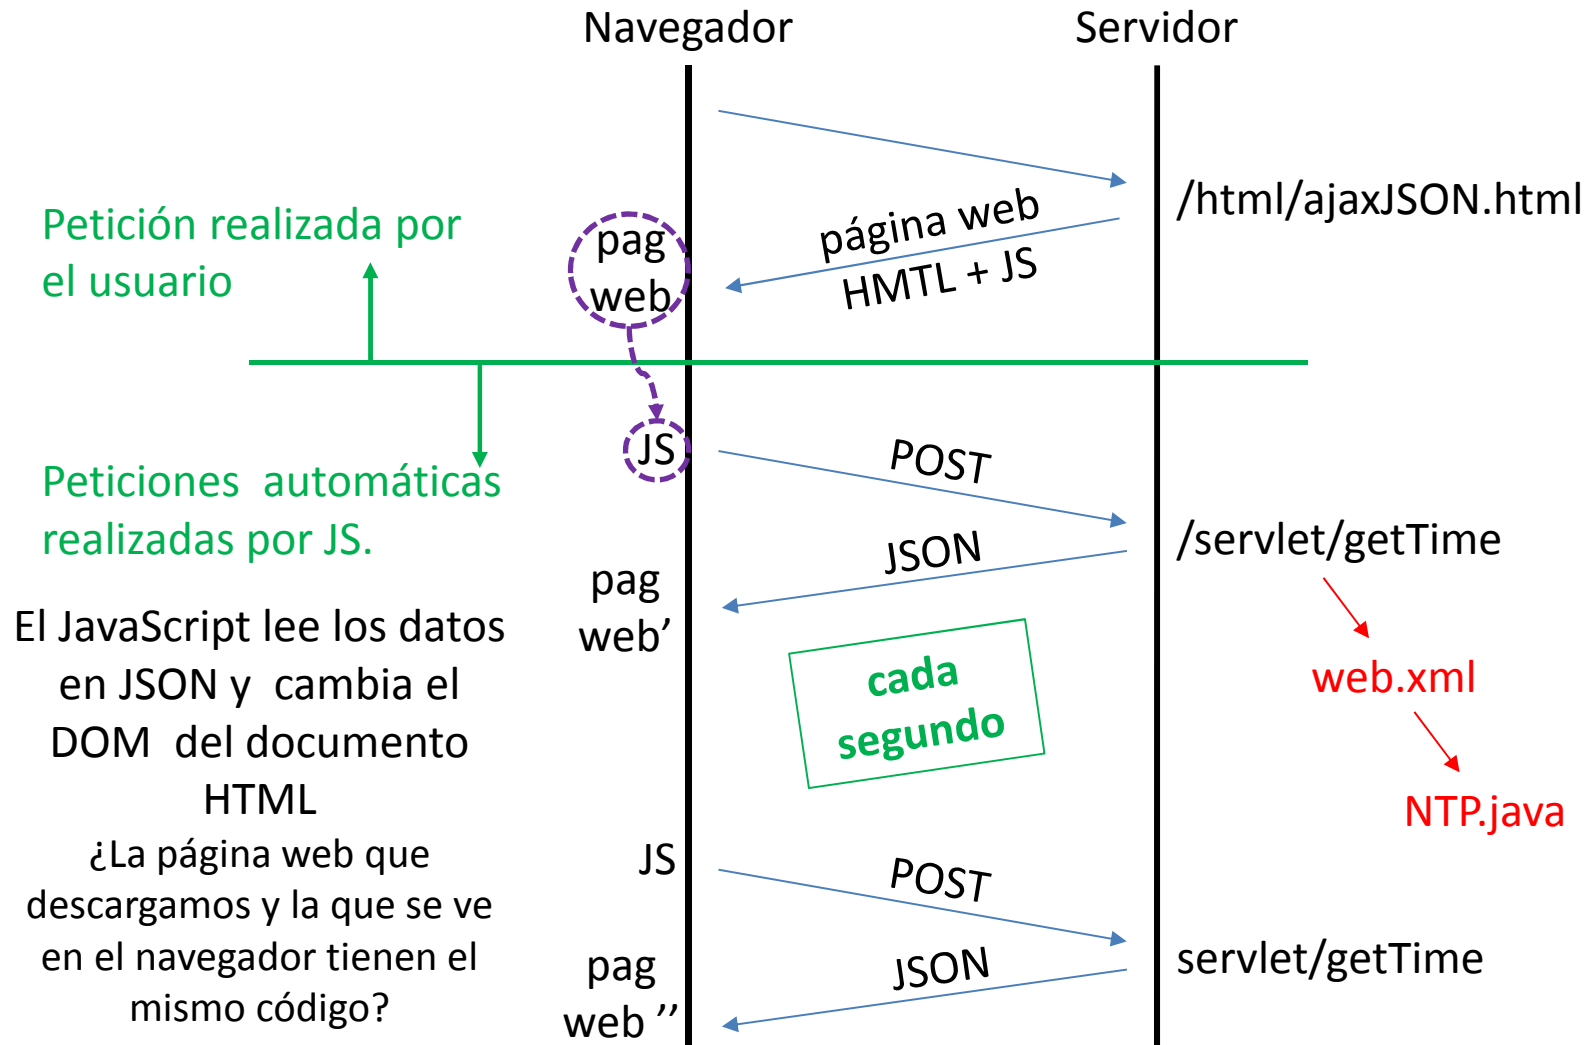 Navegador
Servidor
/html/ajaxJSON.html
página web
HMTL + JS
pag
web
Petición realizada por
el usuario
JS
POST
Peticiones  automáticas
realizadas por JS.
/servlet/getTime
JSON
pag
web’
El JavaScript lee los datos
en JSON y  cambia el
DOM  del documento
HTML
cada
segundo
web.xml
NTP.java
¿La página web que
descargamos y la que se ve
en el navegador tienen el
mismo código?
JS
POST
servlet/getTime
JSON
pag
web ’’